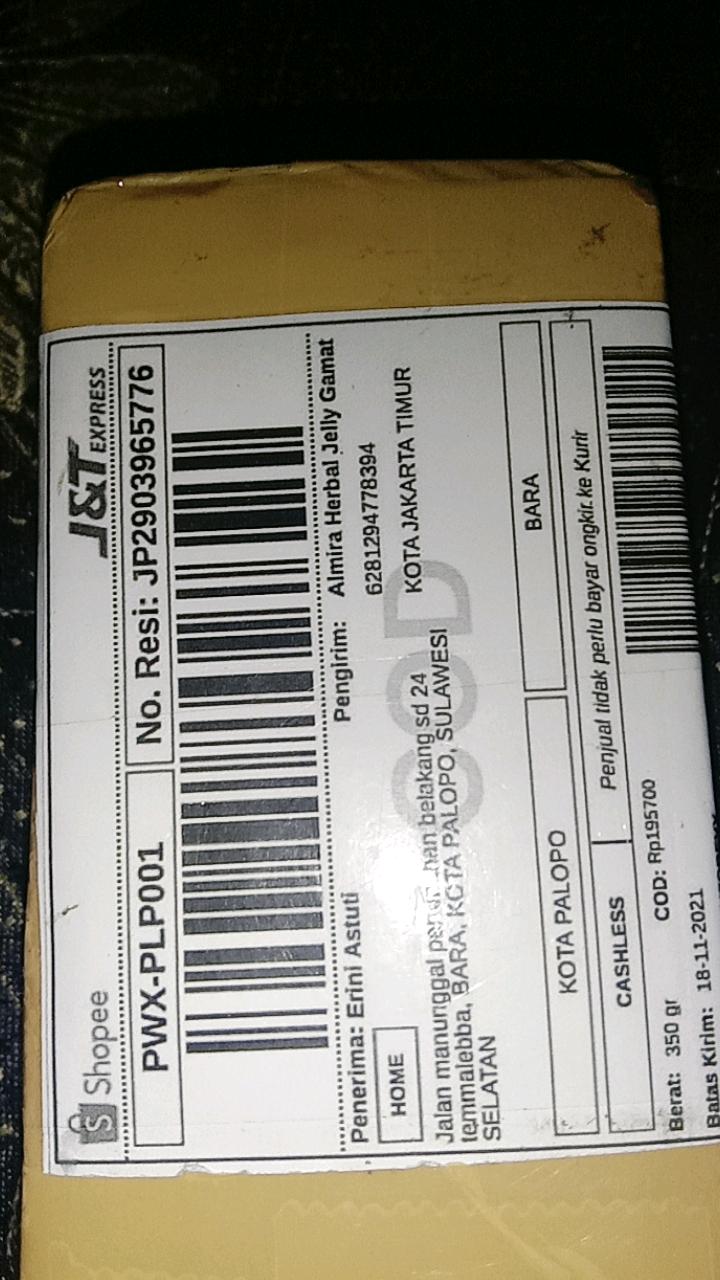 Shopee
J&T EXPRESS
PWX-PLP001
No. Resi: JP2903965776
Penerima: Erini Astuti
Pengirim: Almira Herbal Jelly Gamat
HOME
6281294778394
KOTA JAKARTA TIMUR
COD
Jalan manunggal belakang sd 24
temmalebba, BARA, KOTA PALOPO, SULAWESI
SELATAN
KOTA PALOPO
BARA
CASHLESS
Penjual tidak perlu bayar ongkir ke Kurir
Berat: 350 gr
COD: Rp195700
Batas Kirim: 18-11-2021